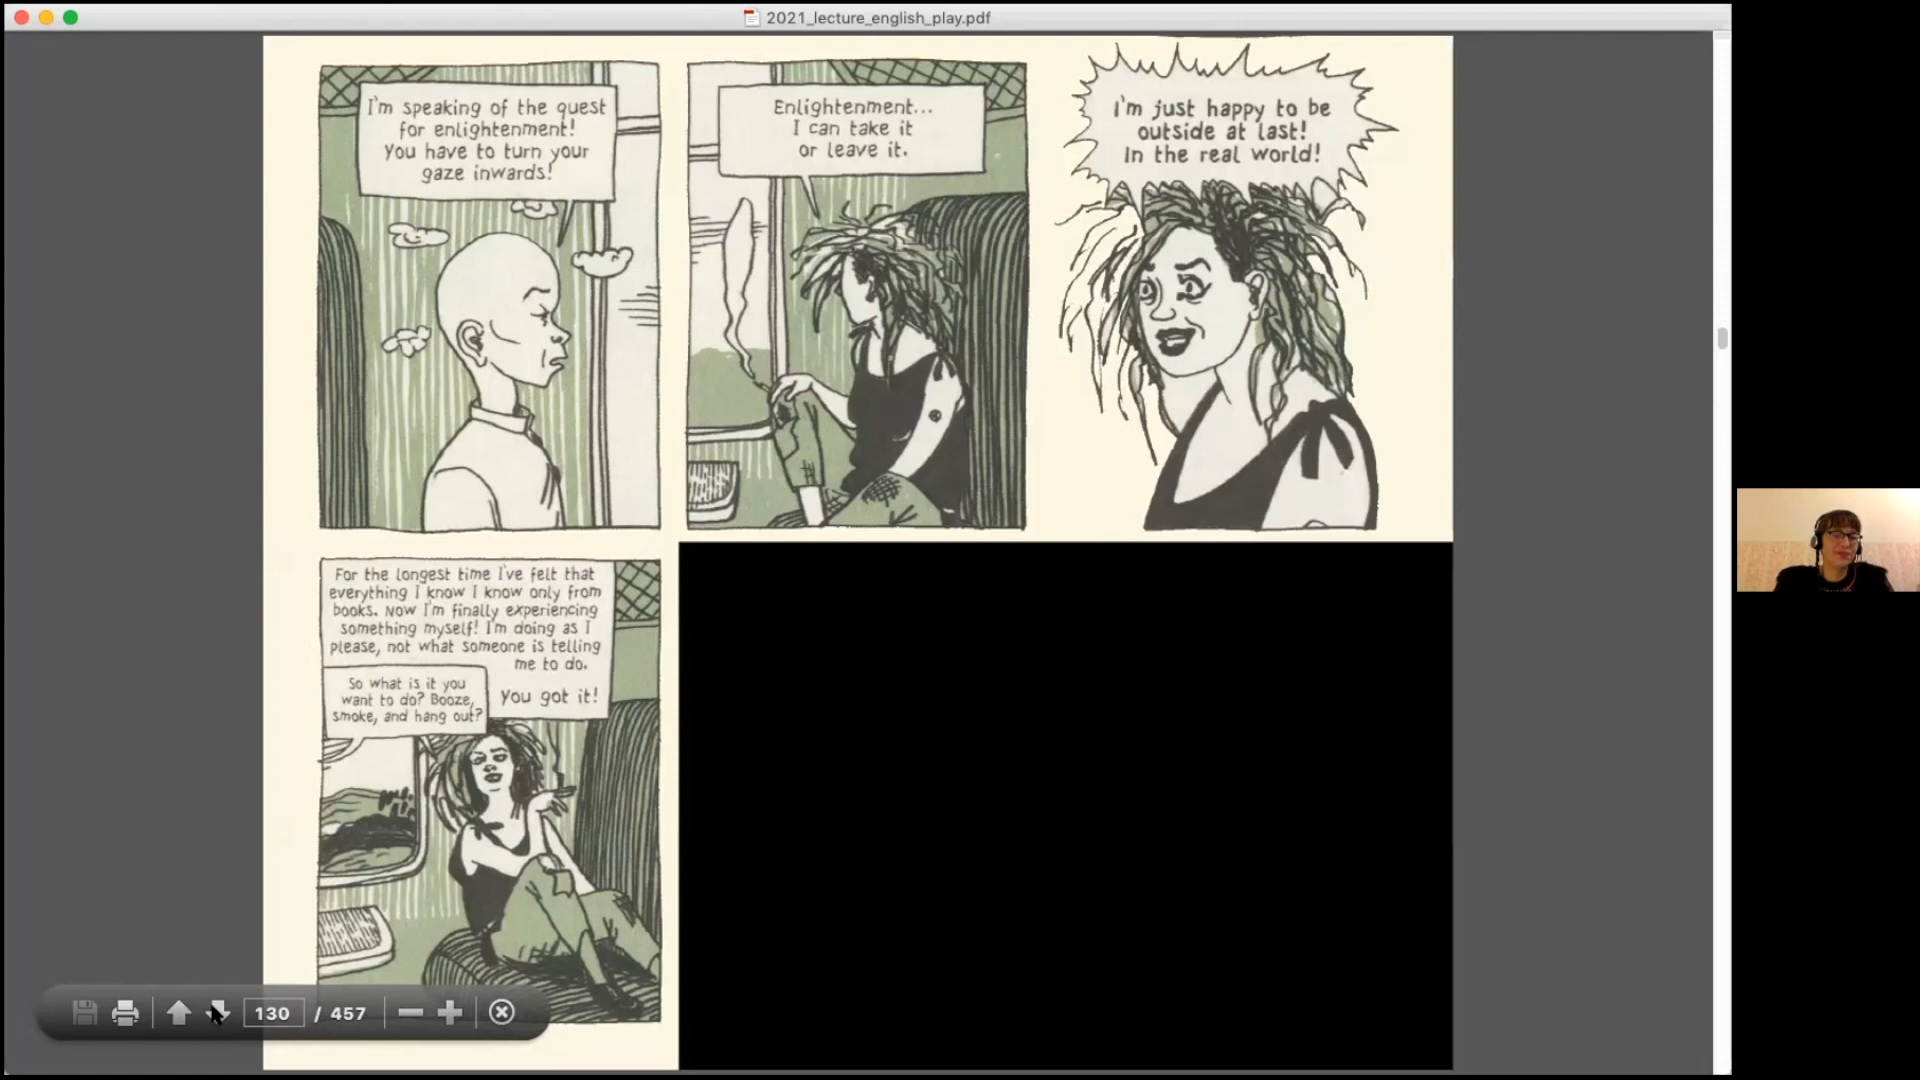 2021_lecture_english_play.pdf
I'm speaking of the quest
for enlightenment!
You have to turn your
gaze inwards!
Enlightenment...
I can take it
or leave it.
I'm just happy to be
outside at last!
In the real world!
For the longest time I've felt that
everything I know I know only from
books. Now I'm finally experiencing
something myself! I'm doing as I
please, not what someone is telling
me to do.
So what is it you
want to do? Booze,
smoke, and hang out?
You got it!
130 / 457